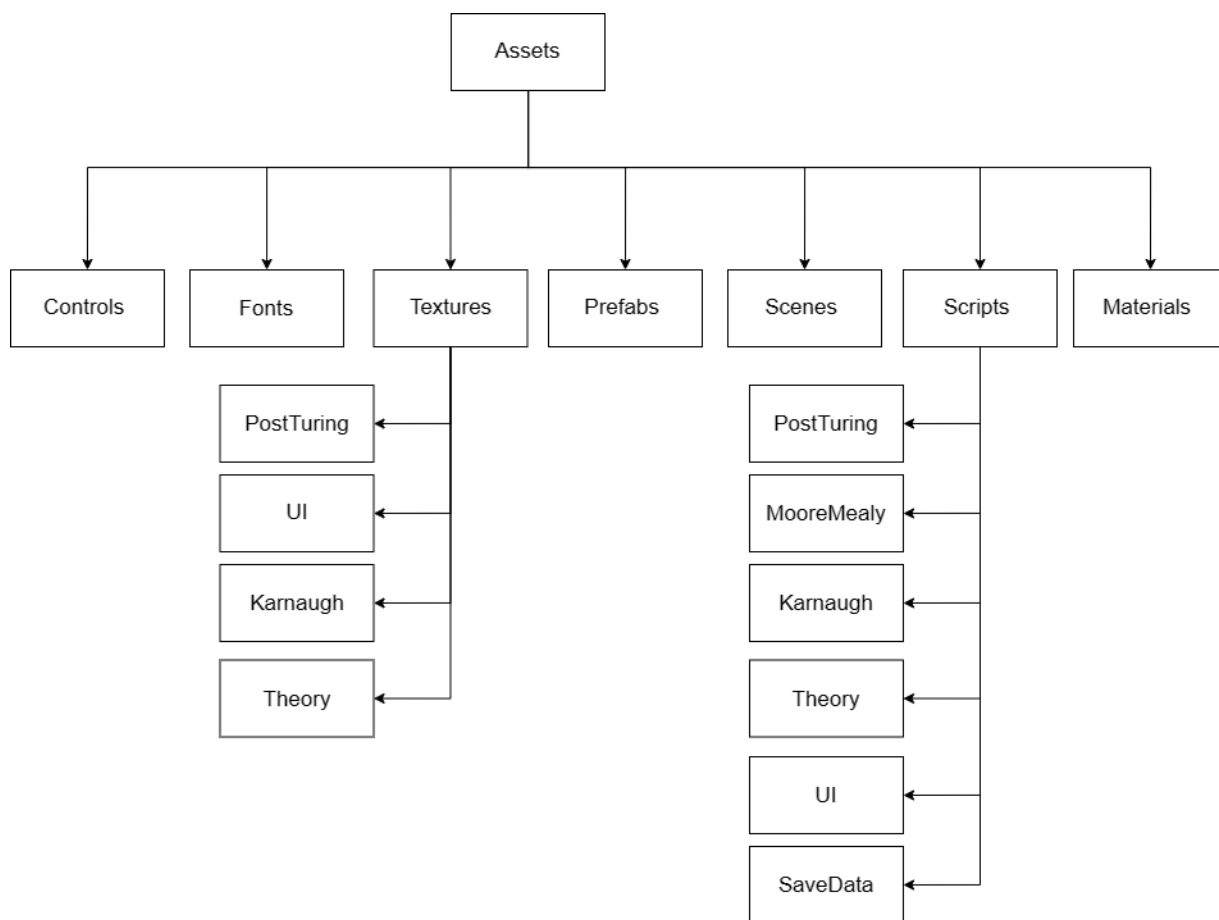 Assets
Controls
Fonts
Textures
Prefabs
Scenes
Scripts
Materials
PostTuring
UI
Karnaugh
Theory
PostTuring
MooreMealy
Karnaugh
Theory
UI
SaveData